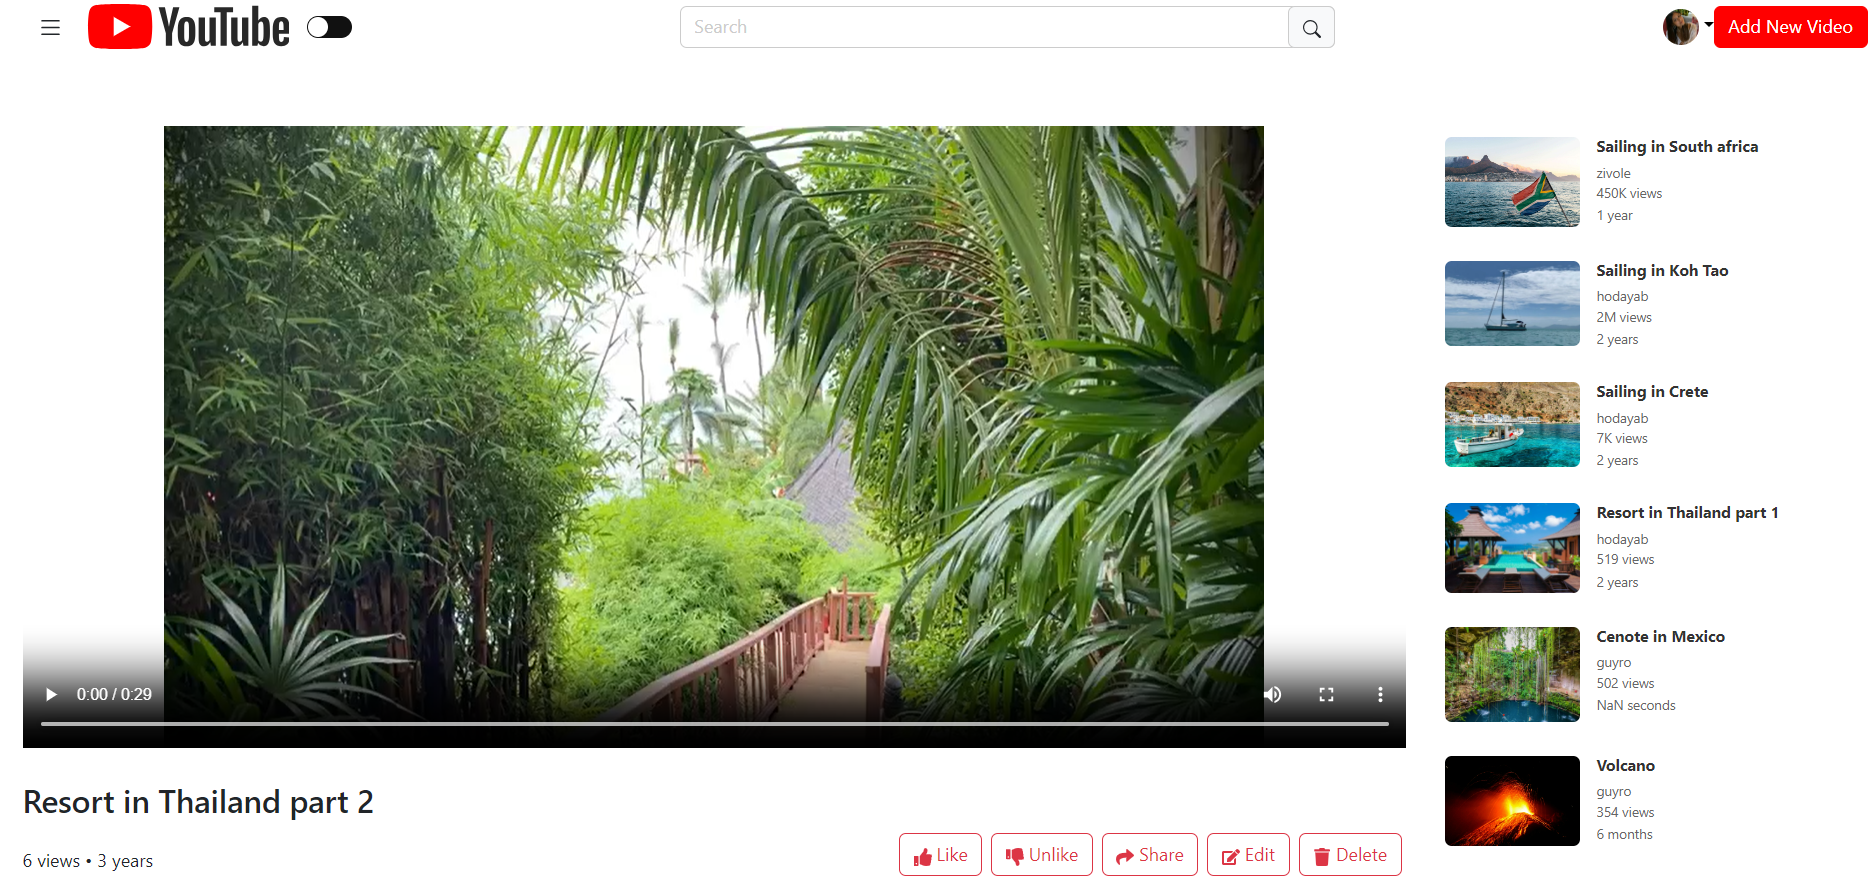 YouTube
Search
Add New Video
0:00 / 0:29
Resort in Thailand part 2
6 views • 3 years
Like
Unlike
Share
Edit
Delete
Sailing in South africa
zivole
450K views
1 year
Sailing in Koh Tao
hodayab
2M views
2 years
Sailing in Crete
hodayab
7K views
2 years
Resort in Thailand part 1
hodayab
519 views
2 years
Cenote in Mexico
guyro
502 views
NaN seconds
Volcano
guyro
354 views
6 months